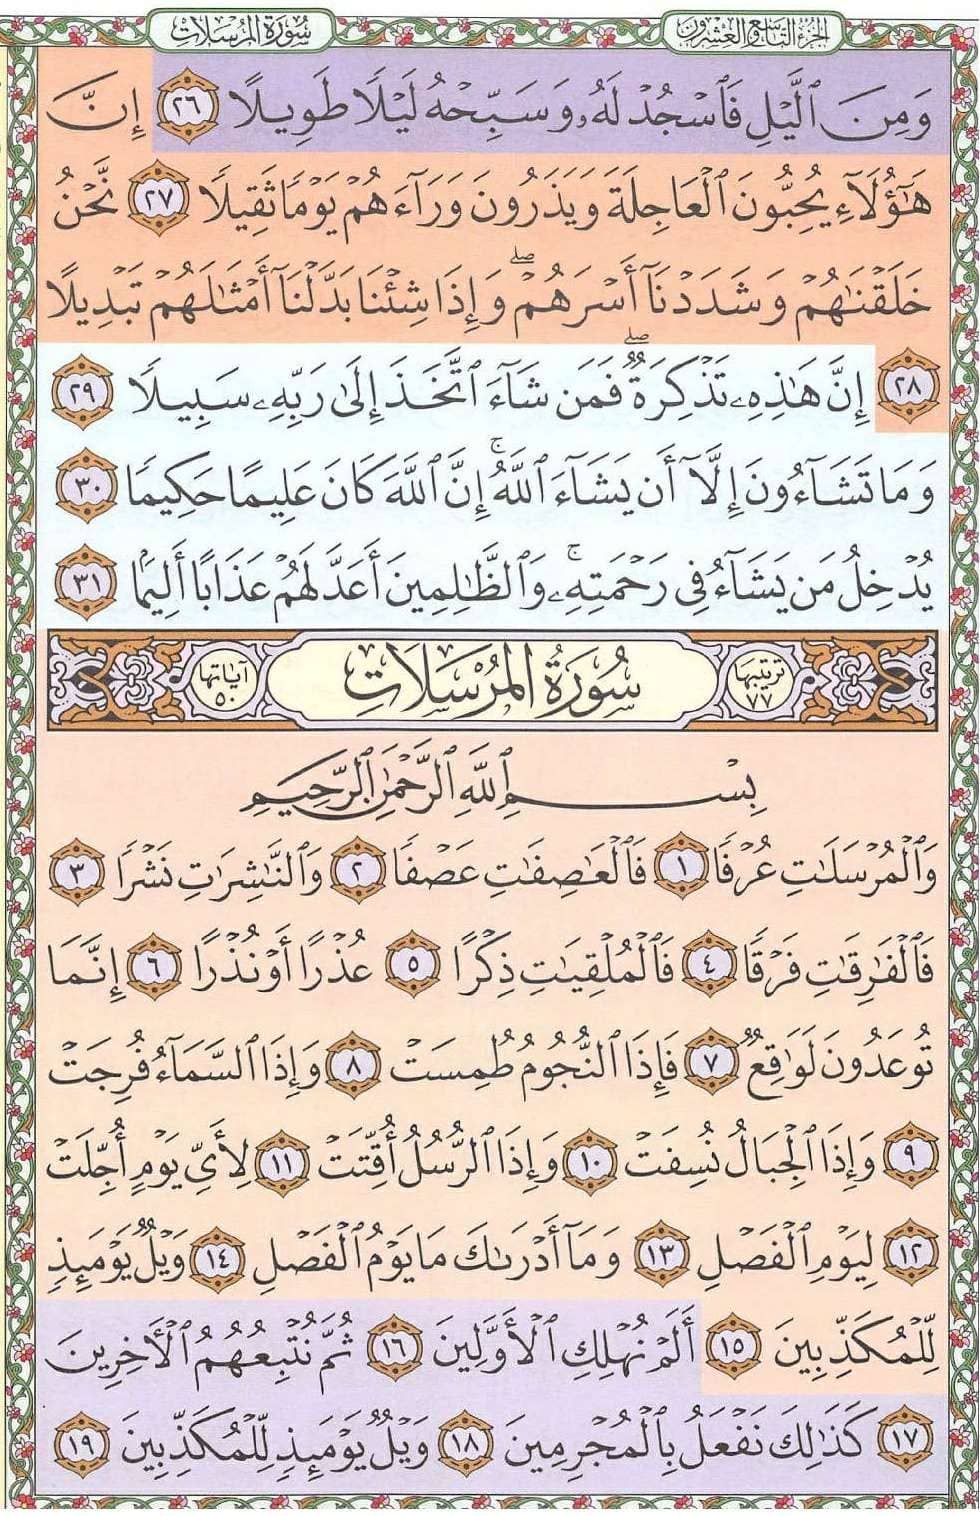 الجزء التاسع والعشرون
سورة المرسلات
وَمِنَ ٱلَّيۡلِ فَٱسۡجُدۡ لَهُۥ وَسَبِّحۡهُ لَيۡلًا طَوِيلًا ٢٦ إِنَّ
هَٰٓؤُلَآءِ يُحِبُّونَ ٱلۡعَاجِلَةَ وَيَذَرُونَ وَرَآءَهُمۡ يَوۡمًا ثَقِيلًا ٢٧ نَّحۡنُ
خَلَقۡنَٰهُمۡ وَشَدَدۡنَآ أَسۡرَهُمۡۖ وَإِذَا شِئۡنَا بَدَّلۡنَآ أَمۡثَٰلَهُمۡ تَبۡدِيلًا
٢٨ إِنَّ هَٰذِهِۦ تَذۡكِرَةٞۖ فَمَن شَآءَ ٱتَّخَذَ إِلَىٰ رَبِّهِۦ سَبِيلٗا ٢٩
وَمَا تَشَآءُونَ إِلَّآ أَن يَشَآءَ ٱللَّهُۚ إِنَّ ٱللَّهَ كَانَ عَلِيمًا حَكِيمٗا ٣٠
يُدۡخِلُ مَن يَشَآءُ فِي رَحۡمَتِهِۦۚ وَٱلظَّٰلِمِينَ أَعَدَّ لَهُمۡ عَذَابًا أَلِيمَۢا ٣١
ترتيبها ٧٧ سُورَةُ المُرۡسَلَاتِ آياتها ٥٠
بِسۡمِ ٱللَّهِ ٱلرَّحۡمَٰنِ ٱلرَّحِيمِ
وَٱلۡمُرۡسَلَٰتِ عُرۡفٗا ١ فَٱلۡعَٰصِفَٰتِ عَصۡفٗا ٢ وَٱلنَّٰشِرَٰتِ نَشۡرٗا ٣
فَٱلۡفَٰرِقَٰتِ فَرۡقٗا ٤ فَٱلۡمُلۡقِيَٰتِ ذِكۡرًا ٥ عُذۡرًا أَوۡ نُذۡرًا ٦ إِنَّمَا
تُوعَدُونَ لَوَٰقِعٞ ٧ فَإِذَا ٱلنُّجُومُ طُمِسَتۡ ٨ وَإِذَا ٱلسَّمَآءُ فُرِجَتۡ
٩ وَإِذَا ٱلۡجِبَالُ نُسِفَتۡ ١٠ وَإِذَا ٱلرُّسُلُ أُقِّتَتۡ ١١ لِأَيِّ يَوۡمٍ أُجِّلَتۡ
١٢ لِيَوۡمِ ٱلۡفَصۡلِ ١٣ وَمَآ أَدۡرَىٰكَ مَا يَوۡمُ ٱلۡفَصۡلِ ١٤ وَيۡلٞ يَوۡمَئِذٖ
لِّلۡمُكَذِّبِينَ ١٥ أَلَمۡ نُهۡلِكِ ٱلۡأَوَّلِينَ ١٦ ثُمَّ نُتۡبِعُهُمُ ٱلۡأٓخِرِينَ
١٧ كَذَٰلِكَ نَفۡعَلُ بِٱلۡمُجۡرِمِينَ ١٨ وَيۡلٞ يَوۡمَئِذٖ لِّلۡمُكَذِّبِينَ ١٩